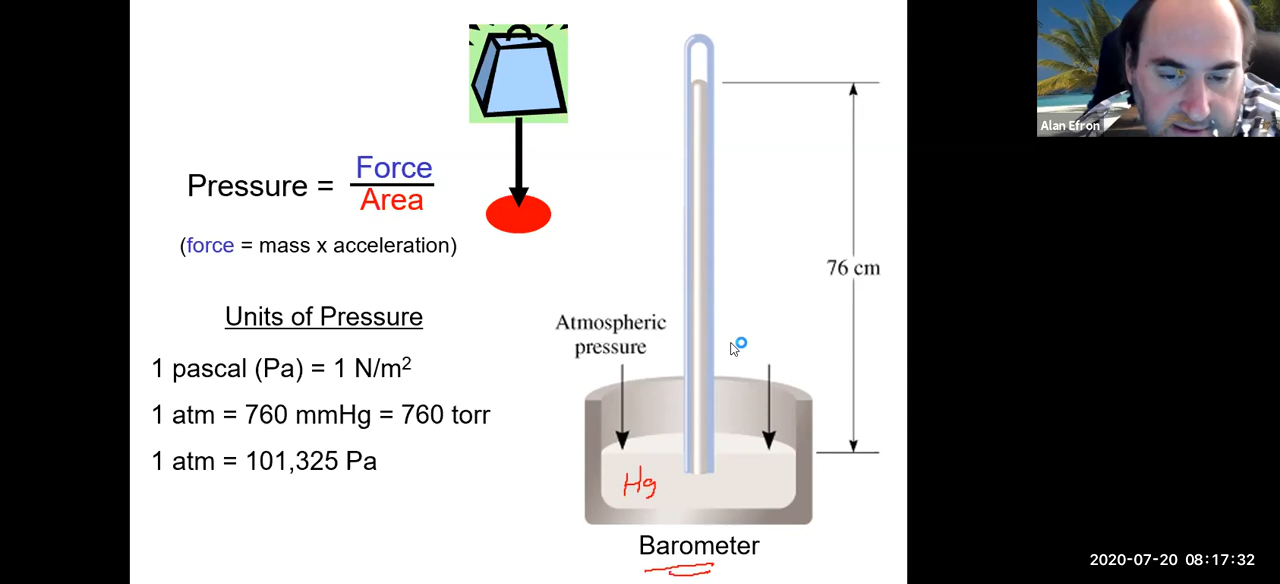 Pressure = Force
Area
(force = mass x acceleration)
Units of Pressure
1 pascal (Pa) = 1 N/m²
1 atm = 760 mmHg = 760 torr
1 atm = 101,325 Pa
Atmospheric
pressure
76 cm
Hg
Barometer
Alan Efron
2020-07-20 08:17:32